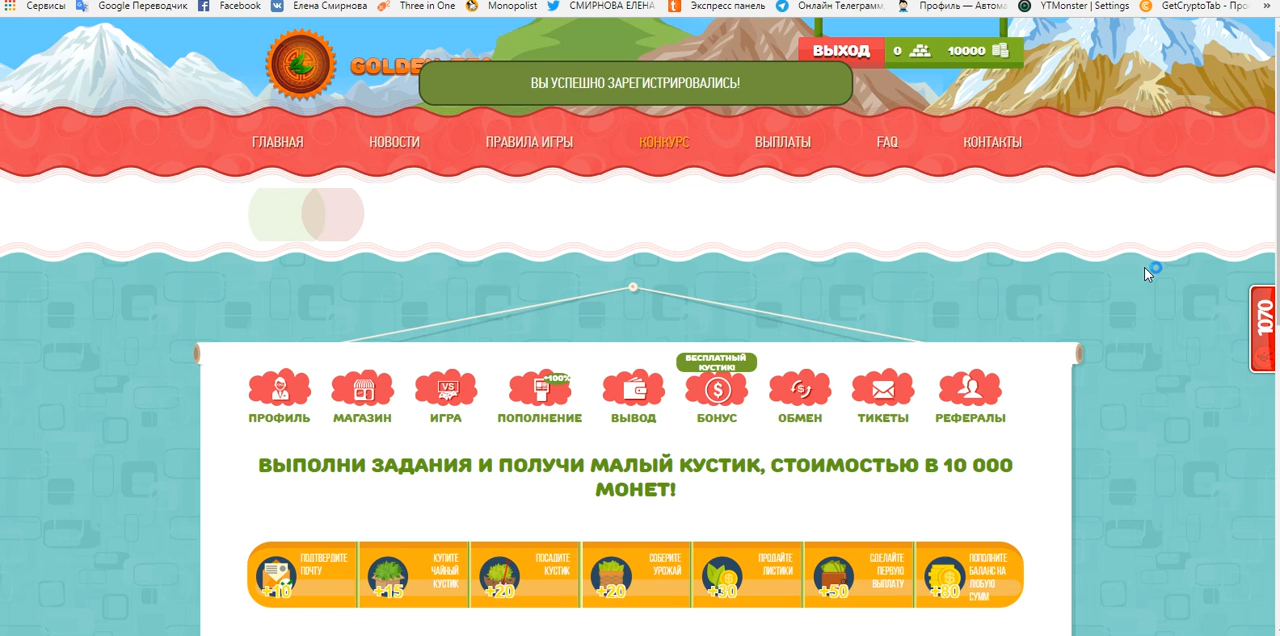 Сервисы Google Переводчик Facebook Елена Смирнова Three in One Monopolist СМИРНОВА ЕЛЕНА Экспресс панель Онлайн Телеграмм Профиль — Автома YTMonster | Settings GetCryptoTab - Про »
GOLDEN
ВЫХОД 0 10000
ВЫ УСПЕШНО ЗАРЕГИСТРИРОВАЛИСЬ!
ГЛАВНАЯ НОВОСТИ ПРАВИЛА ИГРЫ КОНКУРС ВЫПЛАТЫ FAQ КОНТАКТЫ
1070
БЕСПЛАТНЫЙ
КУСТИК!
VS +100%
ПРОФИЛЬ МАГАЗИН ИГРА ПОПОЛНЕНИЕ ВЫВОД БОНУС ОБМЕН ТИКЕТЫ РЕФЕРАЛЫ
ВЫПОЛНИ ЗАДАНИЯ И ПОЛУЧИ МАЛЫЙ КУСТИК, СТОИМОСТЬЮ В 10 000
МОНЕТ!
ПОДТВЕРДИТЕ
ПОЧТУ
+10
КУПИТЕ
ЧАЙНЫЙ
КУСТИК
+15
ПОСАДИТЕ
КУСТИК
+20
СОБЕРИТЕ
УРОЖАЙ
+20
ПРОДАЙТЕ
ЛИСТИКИ
+30
СДЕЛАЙТЕ
ПЕРВУЮ
ВЫПЛАТУ
+50
ПОПОЛНИТЕ
БАЛАНС НА
ЛЮБУЮ
СУММ
+80